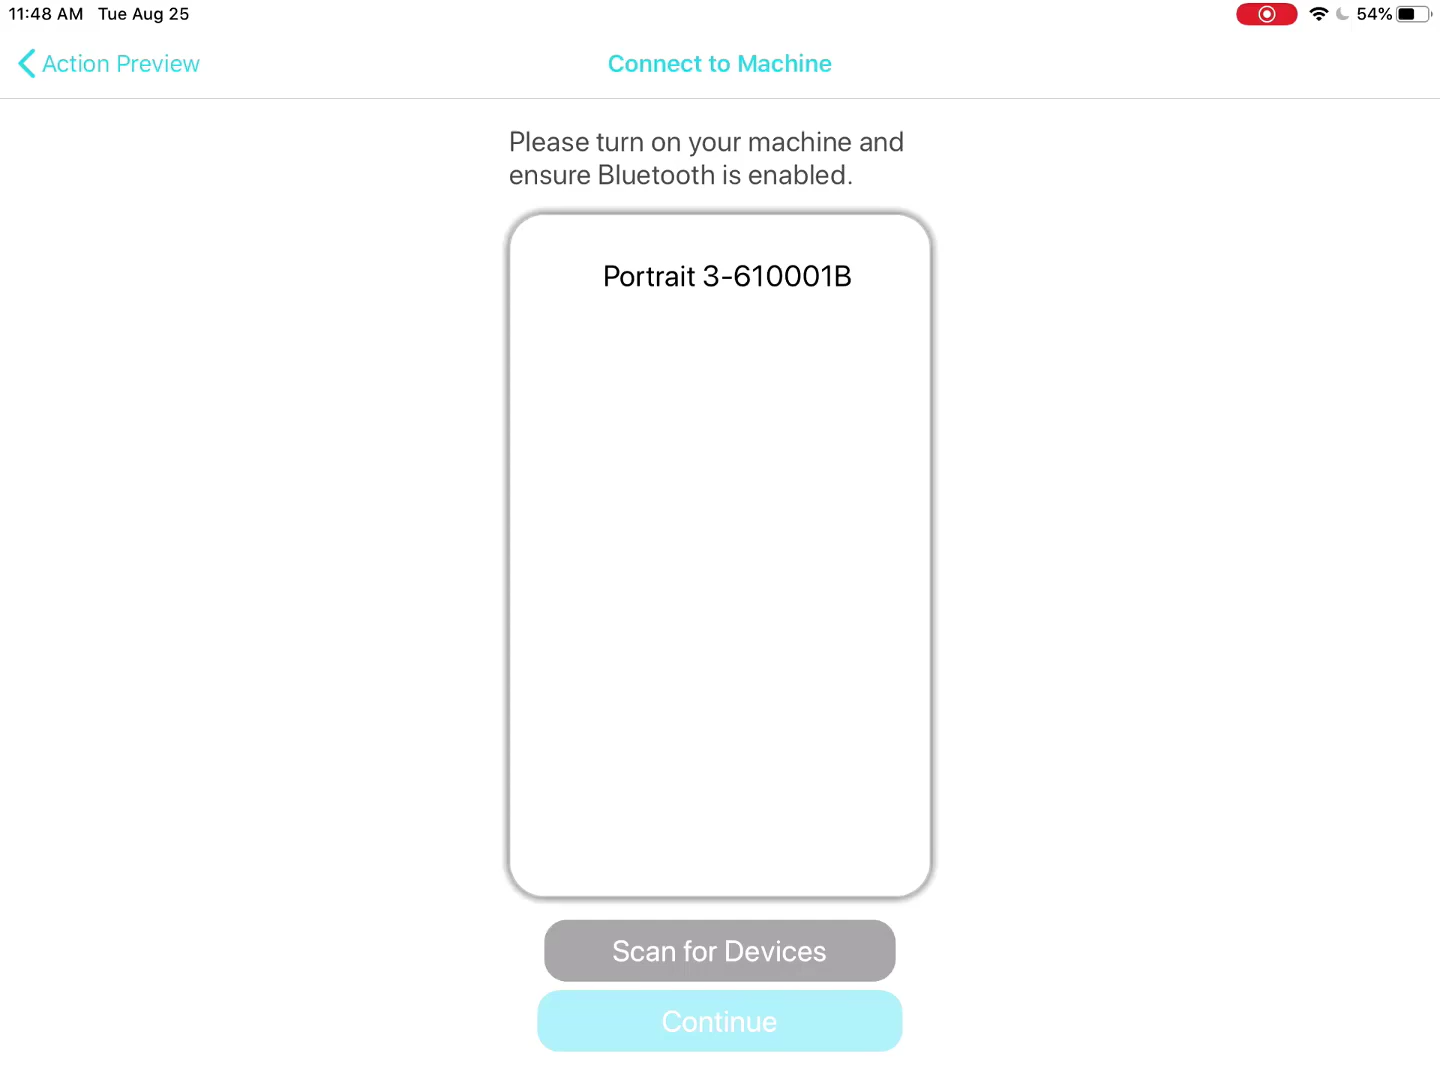 11:48 AM Tue Aug 25
54%
Action Preview
Connect to Machine
Please turn on your machine and
ensure Bluetooth is enabled.
Portrait 3-610001B
Scan for Devices
Continue